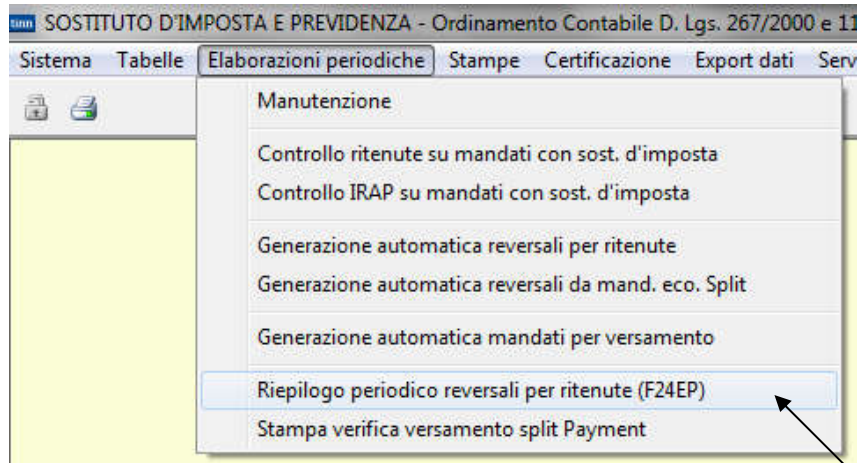 tinn SOSTITUTO D'IMPOSTA E PREVIDENZA - Ordinamento Contabile D. Lgs. 267/2000 e 11
Sistema Tabelle Elaborazioni periodiche Stampe Certificazione Export dati Serv
Manutenzione
Controllo ritenute su mandati con sost. d'imposta
Controllo IRAP su mandati con sost. d'imposta
Generazione automatica reversali per ritenute
Generazione automatica reversali da mand. eco. Split
Generazione automatica mandati per versamento
Riepilogo periodico reversali per ritenute (F24EP)
Stampa verifica versamento split Payment